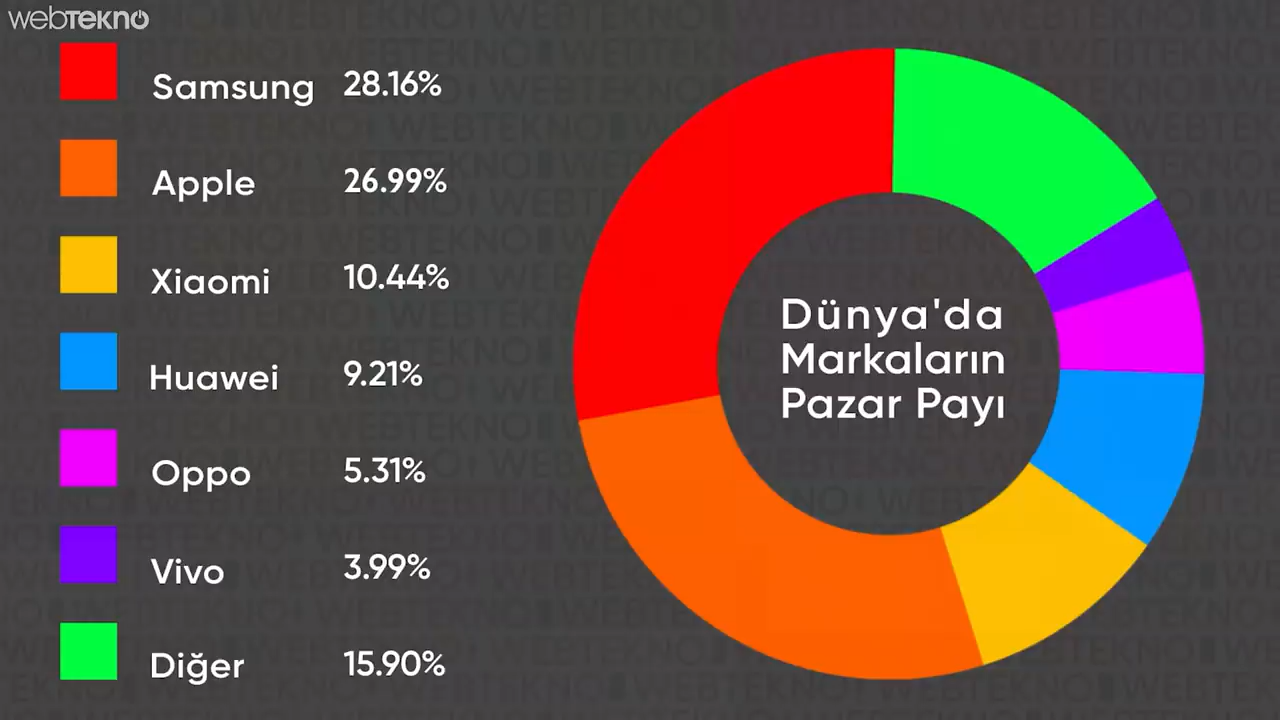 webtekno
Samsung 28.16%
Apple 26.99%
Xiaomi 10.44%
Huawei 9.21%
Oppo 5.31%
Vivo 3.99%
Diğer 15.90%
Dünya'da
Markaların
Pazar Payı